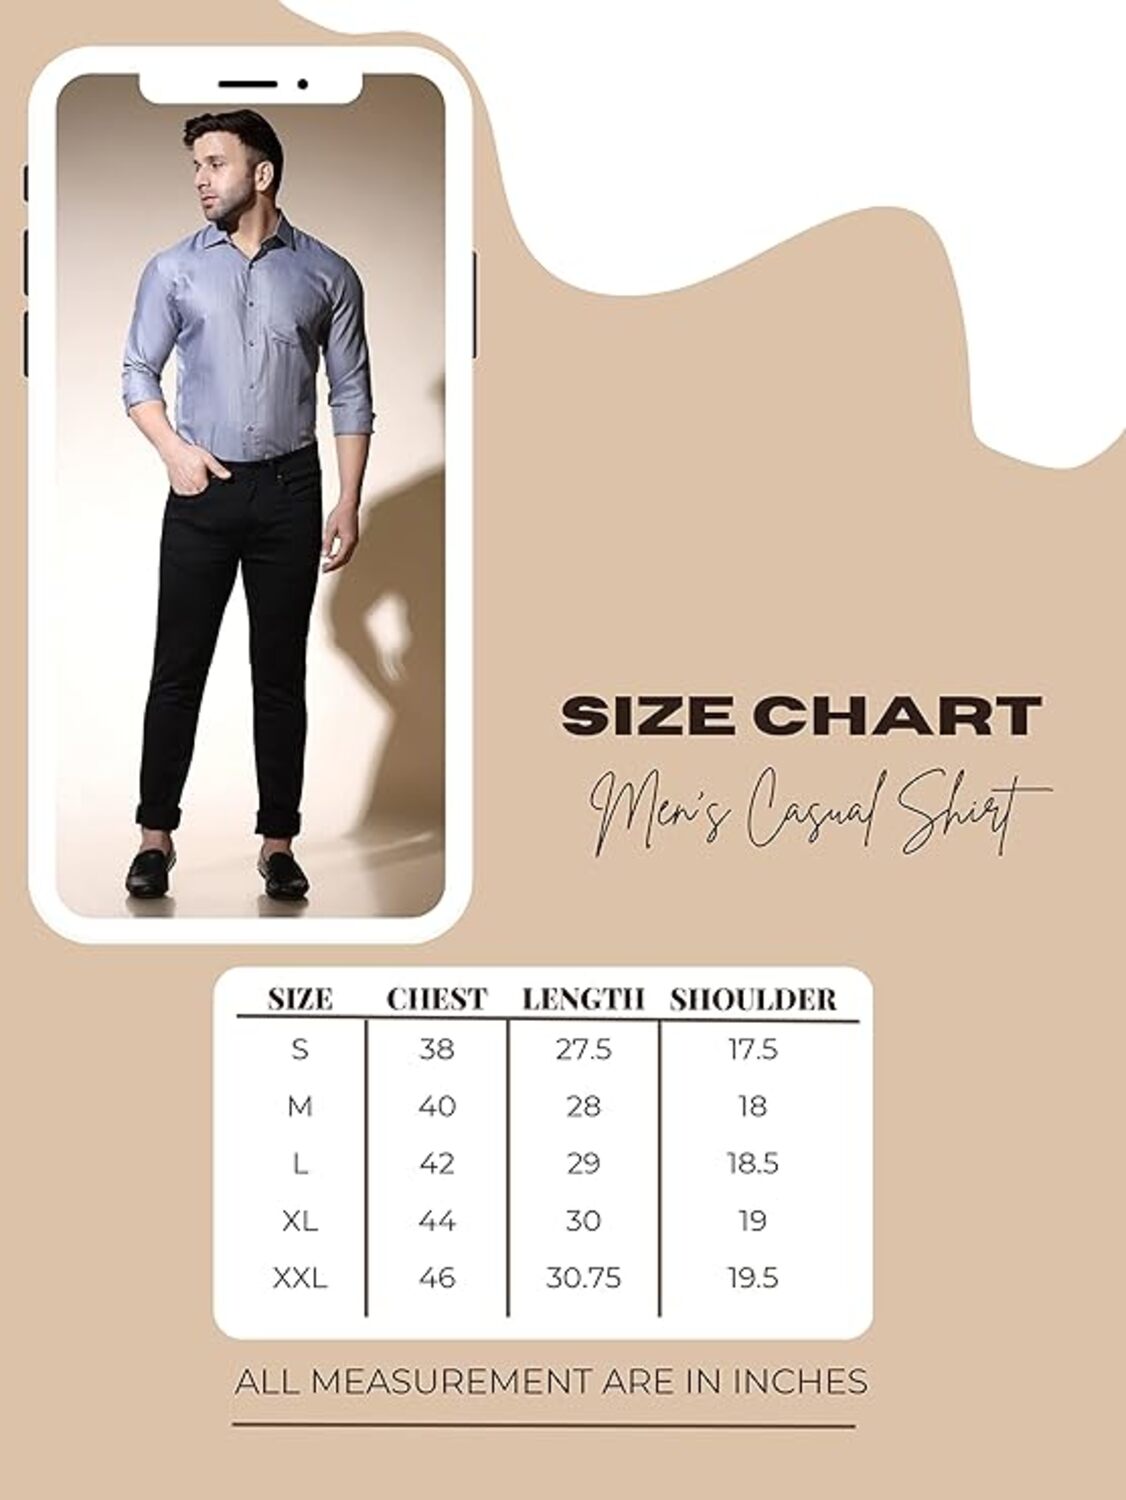 SIZE CHART
Men's Casual Shirt
SIZE CHEST LENGTH SHOULDER
S 38 27.5 17.5
M 40 28 18
L 42 29 18.5
XL 44 30 19
XXL 46 30.75 19.5
ALL MEASUREMENT ARE IN INCHES